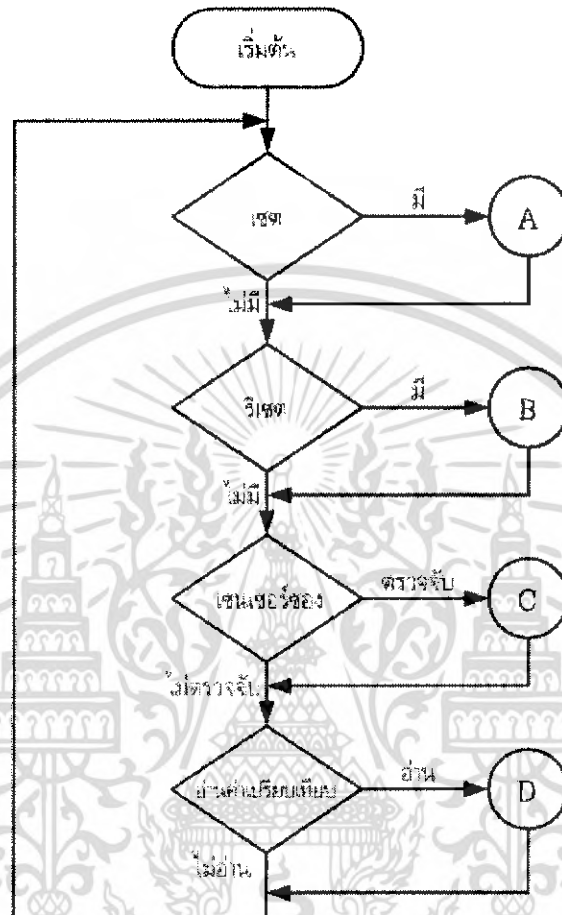 เริ่มต้น
เซต
มี
A
ไม่มี
รีเซต
มี
B
ไม่มี
เซนเซอร์ซอง
ตรวจจับ
C
ไม่ตรวจจับ
อ่านค่าเปรียบเทียบ
อ่าน
D
ไม่อ่าน